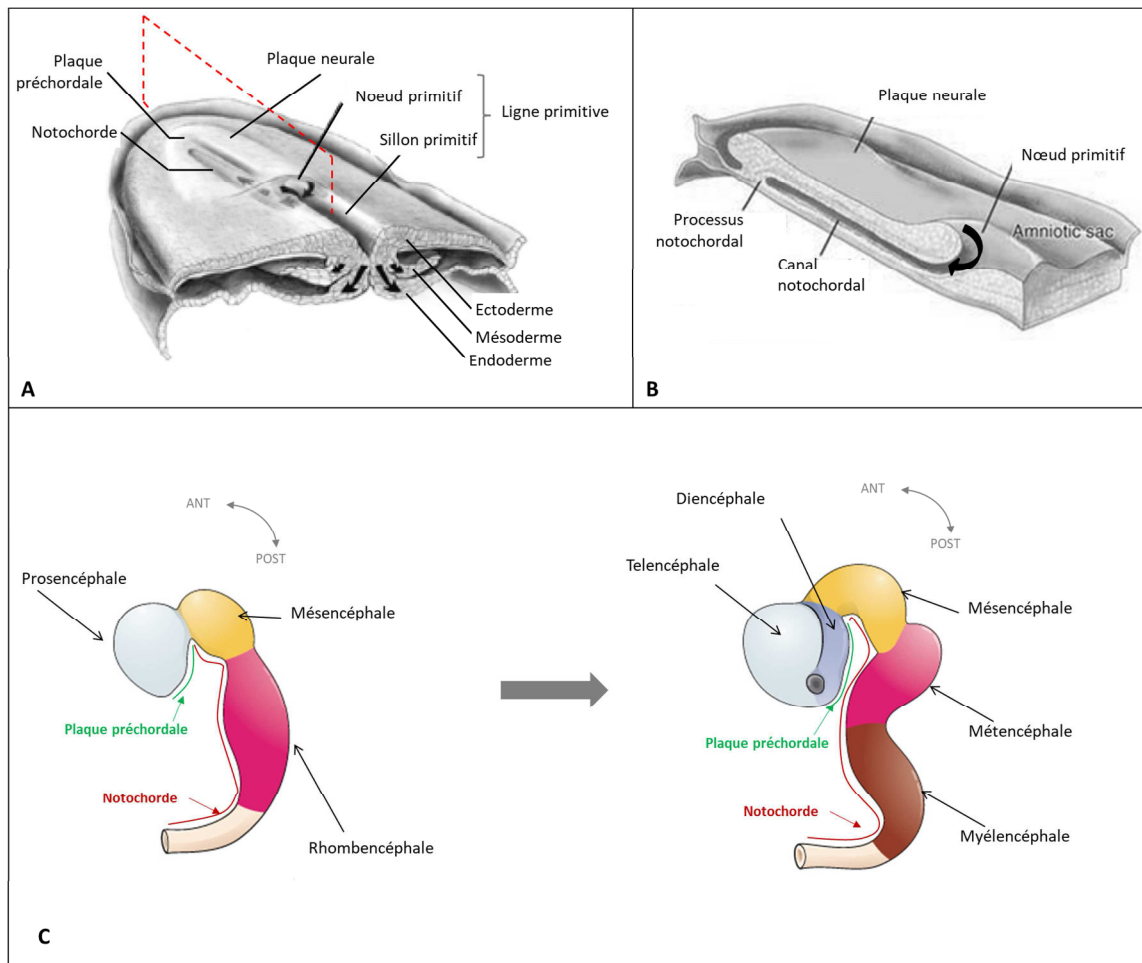 Plaque
préchordale
Plaque neurale
Noeud primitif
Ligne primitive
Notochorde
Sillon primitif
Ectoderme
Mésoderme
Endoderme
A
Plaque neurale
Nœud primitif
Processus
notochordal
Amniotic sac
Canal
notochordal
B
ANT
POST
Prosencéphale
Mésencéphale
Plaque préchordale
Notochorde
Rhombencéphale
ANT
POST
Diencéphale
Telencéphale
Mésencéphale
Plaque préchordale
Métencéphale
Notochorde
Myélencéphale
C